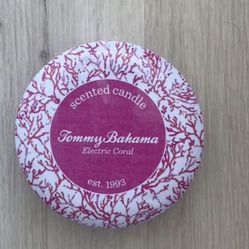 scented candle
Tommy Bahama
Electric Coral
est. 1993